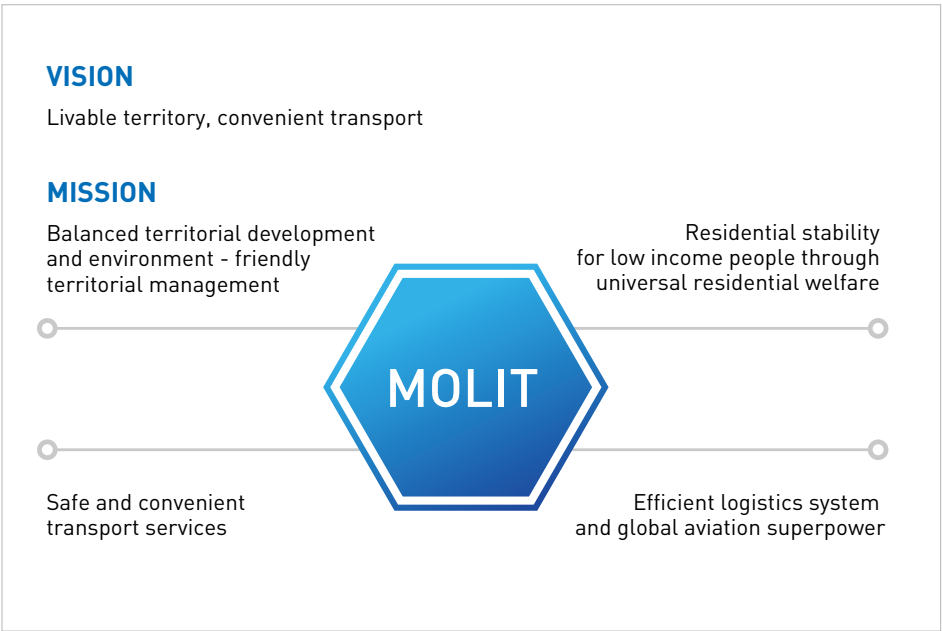 VISION
Livable territory, convenient transport
MISSION
Balanced territorial development
and environment - friendly
territorial management
Residential stability
for low income people through
universal residential welfare
MOLIT
Safe and convenient
transport services
Efficient logistics system
and global aviation superpower